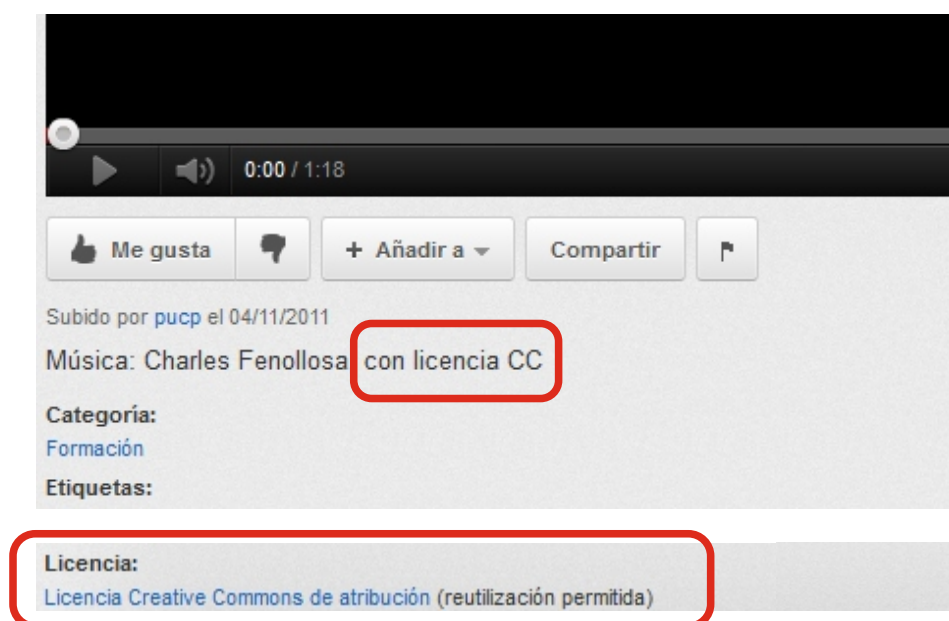 0:00 / 1:18
Me gusta
+ Añadir a
Compartir
Subido por pucp el 04/11/2011
Música: Charles Fenollosa con licencia CC
Categoría:
Formación
Etiquetas:
Licencia:
Licencia Creative Commons de atribución (reutilización permitida)